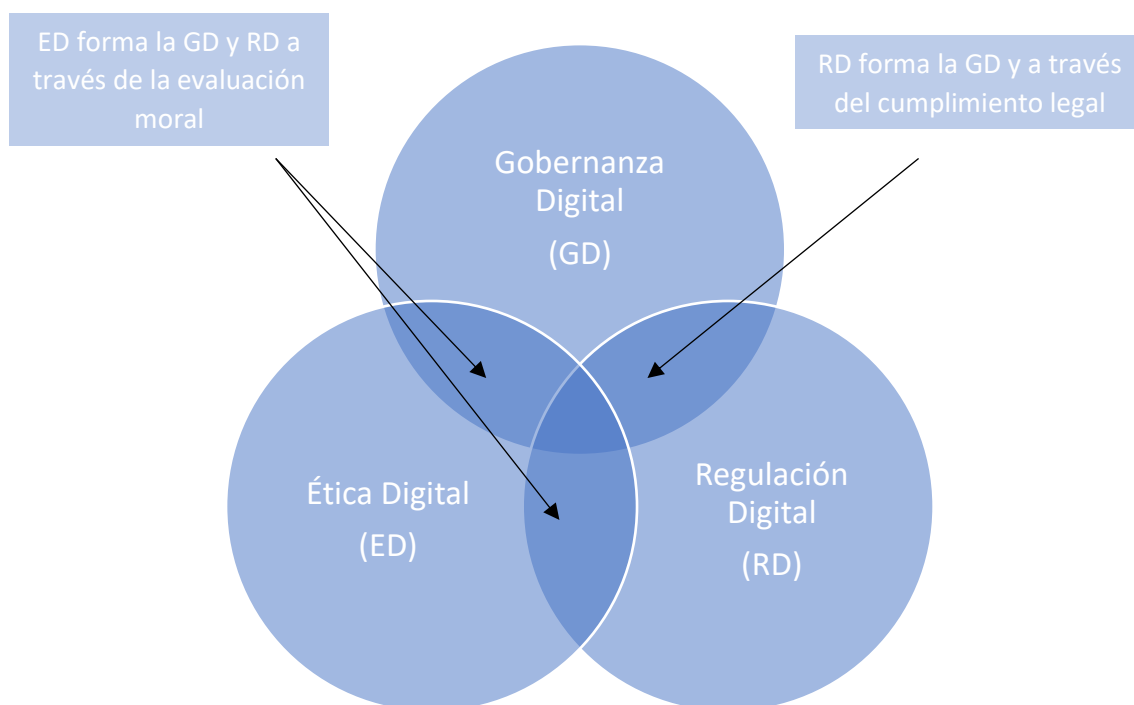 ED forma la GD y RD a
través de la evaluación
moral
RD forma la GD y a través
del cumplimiento legal
Gobernanza
Digital
(GD)
Ética Digital
(ED)
Regulación
Digital
(RD)